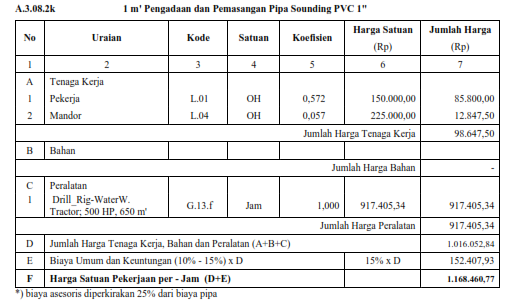 A.3.08.2k 1 m' Pengadaan dan Pemasangan Pipa Sounding PVC 1"
No Uraian Kode Satuan Koefisien Harga Satuan (Rp) Jumlah Harga (Rp)
1 2 3 4 5 6 7
A Tenaga Kerja
1 Pekerja L.01 OH 0,572 150.000,00 85.800,00
2 Mandor L.04 OH 0,057 225.000,00 12.847,50
Jumlah Harga Tenaga Kerja 98.647,50
B Bahan
Jumlah Harga Bahan -
C Peralatan
1 Drill_Rig-WaterW. Tractor; 500 HP, 650 m' G.13.f Jam 1,000 917.405,34 917.405,34
Jumlah Harga Peralatan 917.405,34
D Jumlah Harga Tenaga Kerja, Bahan dan Peralatan (A+B+C) 1.016.052,84
E Biaya Umum dan Keuntungan (10% - 15%) x D 15% x D 152.407,93
F Harga Satuan Pekerjaan per - Jam (D+E) 1.168.460,77
*) biaya asesoris diperkirakan 25% dari biaya pipa